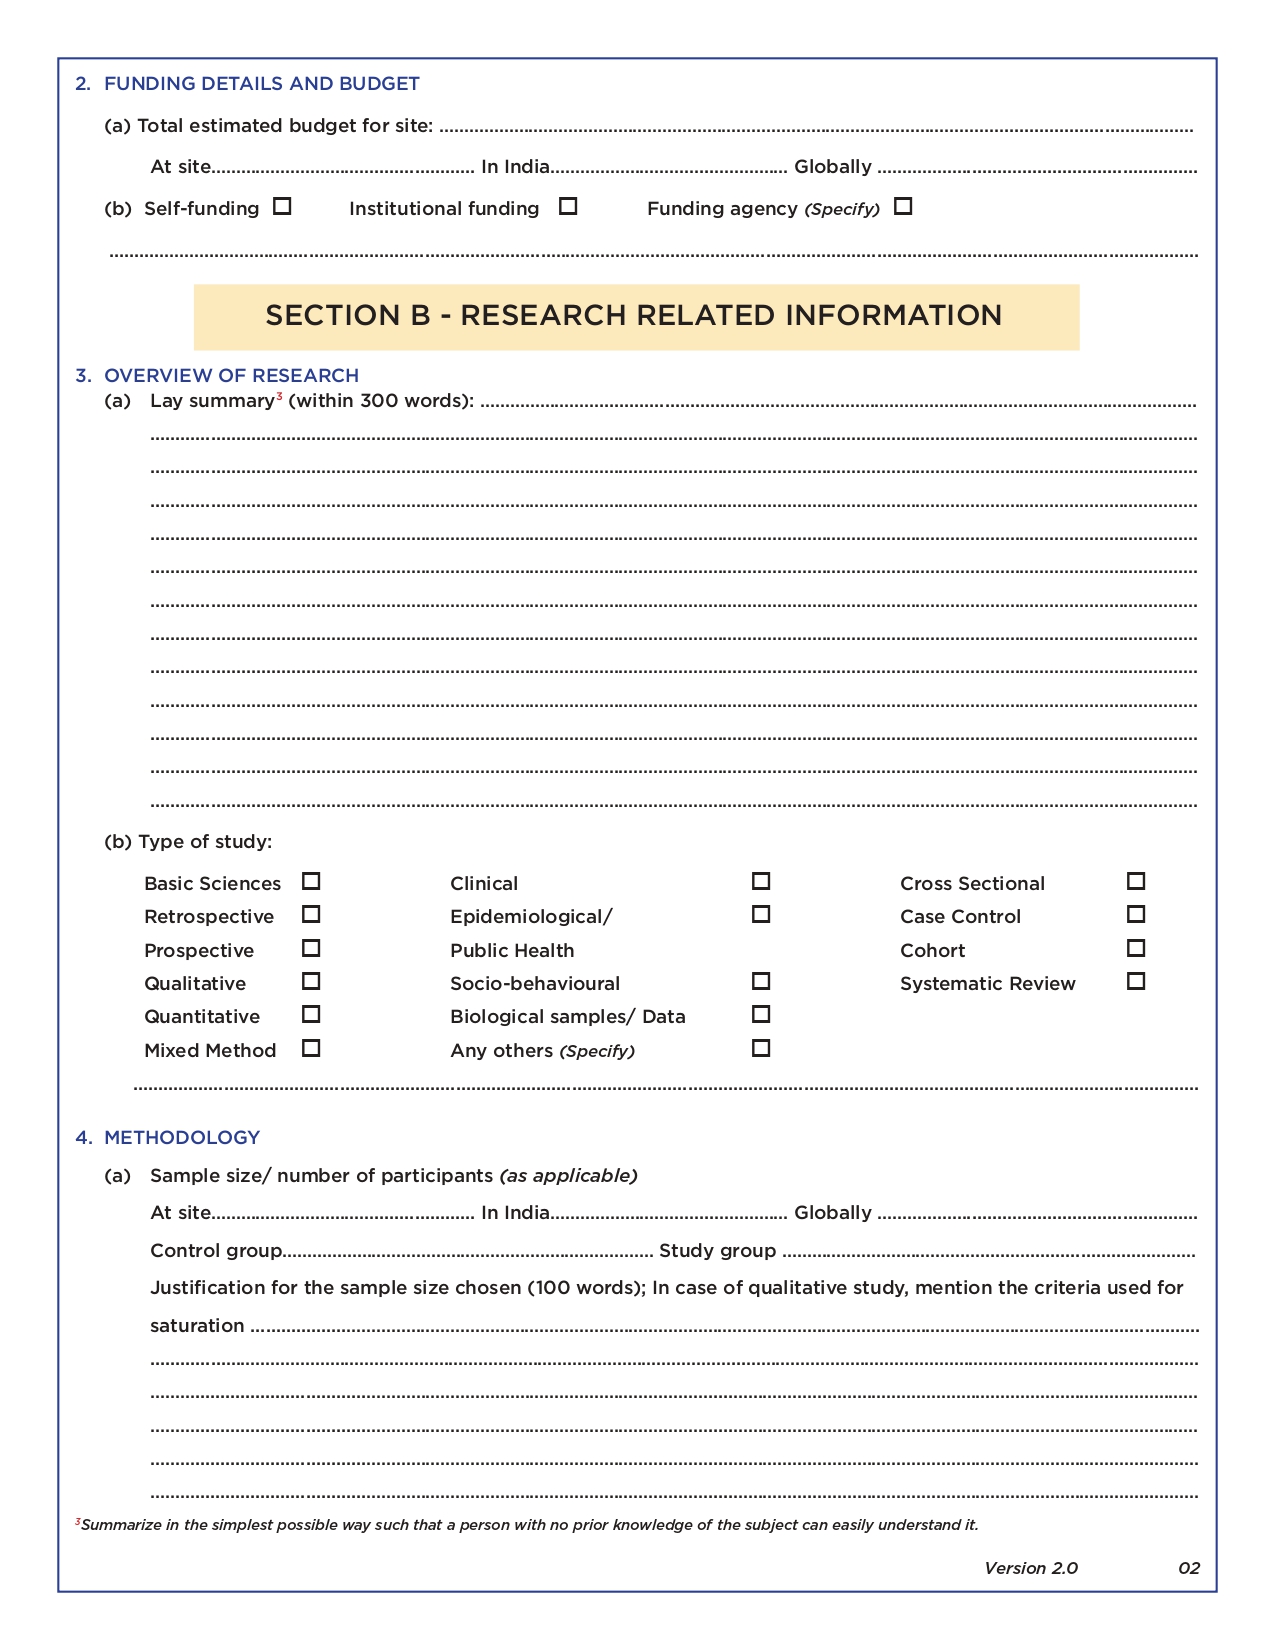 2. FUNDING DETAILS AND BUDGET
(a) Total estimated budget for site: ........................................
At site........................................ In India........................................ Globally ........................................
(b) Self-funding ☐ Institutional funding ☐ Funding agency (Specify) ☐
........................................
SECTION B - RESEARCH RELATED INFORMATION
3. OVERVIEW OF RESEARCH
(a) Lay summary³ (within 300 words): ........................................
........................................
........................................
........................................
........................................
........................................
........................................
........................................
........................................
........................................
........................................
........................................
........................................
(b) Type of study:
Basic Sciences ☐ Clinical ☐ Cross Sectional ☐
Retrospective ☐ Epidemiological/ ☐ Case Control ☐
Prospective ☐ Public Health Cohort ☐
Qualitative ☐ Socio-behavioural ☐ Systematic Review ☐
Quantitative ☐ Biological samples/ Data ☐
Mixed Method ☐ Any others (Specify) ☐
........................................
4. METHODOLOGY
(a) Sample size/ number of participants (as applicable)
At site........................................ In India........................................ Globally ........................................
Control group........................................ Study group ........................................
Justification for the sample size chosen (100 words); In case of qualitative study, mention the criteria used for
saturation ........................................
........................................
........................................
........................................
........................................
........................................
³Summarize in the simplest possible way such that a person with no prior knowledge of the subject can easily understand it.
Version 2.0 02